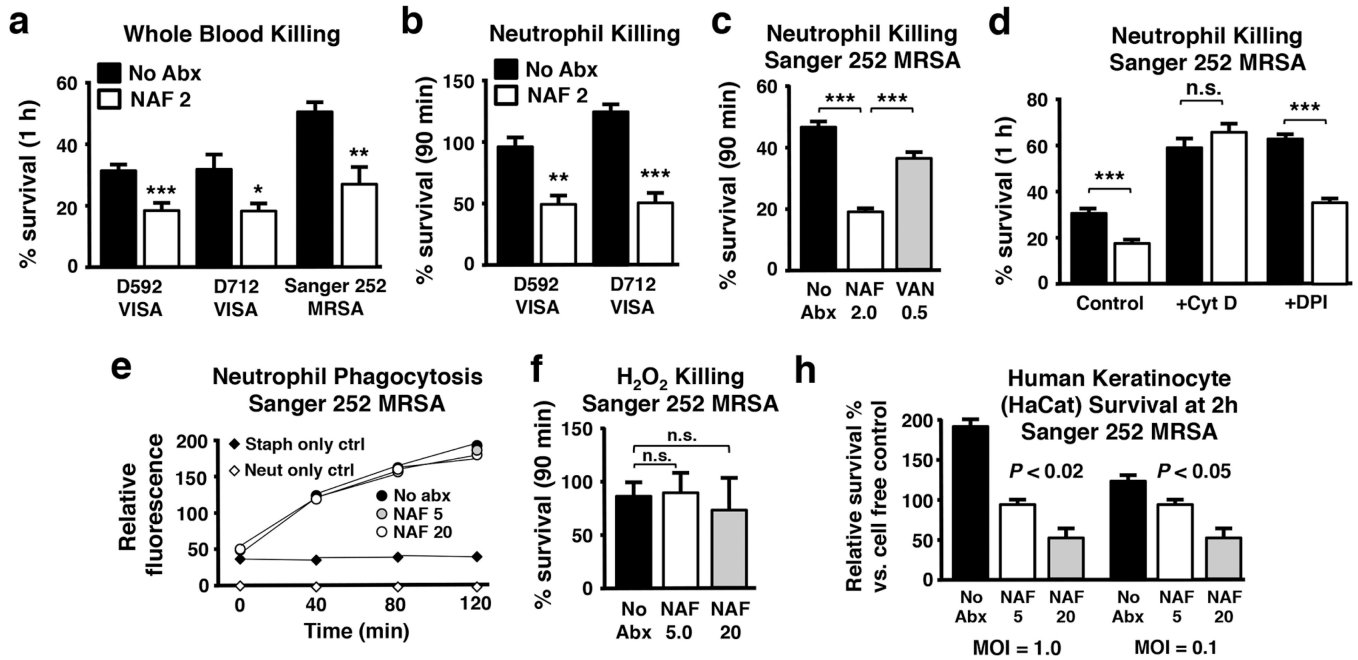 a
Whole Blood Killing
No Abx
NAF 2
% survival (1 h)
60
40
20
0
***
*
**
D592
VISA
D712
VISA
Sanger 252
MRSA
b
Neutrophil Killing
No Abx
NAF 2
% survival (90 min)
150
100
50
0
**
***
D592
VISA
D712
VISA
c
Neutrophil Killing
Sanger 252 MRSA
% survival (90 min)
60
40
20
0
*** ***
No
Abx
NAF
2.0
VAN
0.5
d
Neutrophil Killing
Sanger 252 MRSA
% survival (1 h)
80
60
40
20
0
***
n.s.
***
Control
+Cyt D
+DPI
e
Neutrophil Phagocytosis
Sanger 252 MRSA
Relative
fluorescence
200
150
100
50
0
Staph only ctrl
Neut only ctrl
No abx
NAF 5
NAF 20
0 40 80 120
Time (min)
f
H₂O₂ Killing
Sanger 252 MRSA
% survival (90 min)
150
100
50
0
n.s.
n.s.
No
Abx
NAF
5.0
NAF
20
h
Human Keratinocyte
(HaCat) Survival at 2h
Sanger 252 MRSA
Relative survival %
vs. cell free control
200
150
100
50
0
P < 0.02
P < 0.05
No
Abx
NAF
5
NAF
20
No
Abx
NAF
5
NAF
20
MOI = 1.0
MOI = 0.1